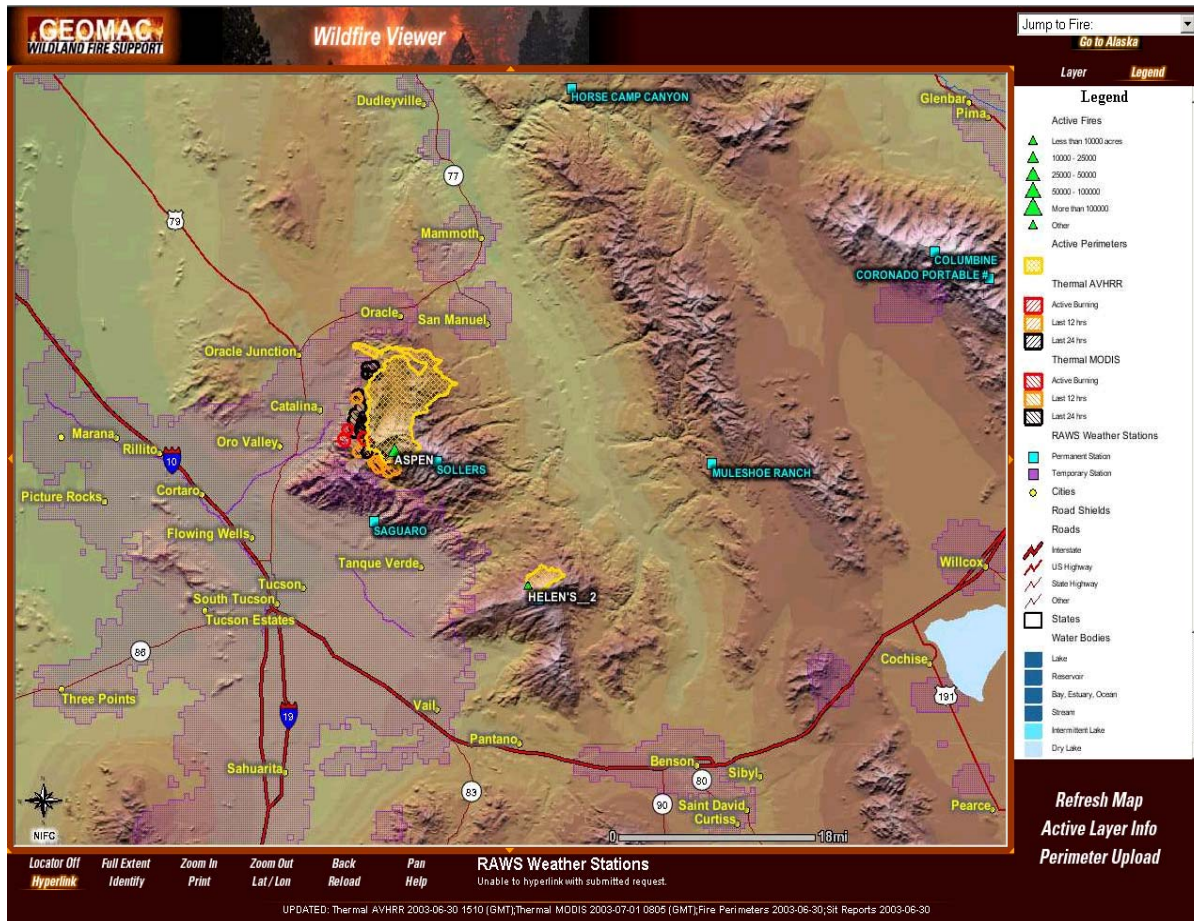 GEOMAC
WILDLAND FIRE SUPPORT
Wildfire Viewer
Jump to Fire:
Go to Alaska
Layer
Legend
Dudleyville
HORSE CAMP CANYON
Glenbar
Pima
77
79
Mammoth
COLUMBINE
CORONADO PORTABLE #
Oracle
San Manuel
Oracle Junction
Catalina
Marana
Rillito
Oro Valley
10
ASPEN
SOLLERS
MULESHOE RANCH
Picture Rocks
Cortaro
Flowing Wells
SAGUARO
Tanque Verde
Willcox
Tucson
South Tucson
Tucson Estates
HELEN'S__2
86
Cochise
Three Points
191
Vail
19
Pantano
Benson
Sibyl
Sahuarita
80
83
90
Saint David
Curtiss
Pearce
N
NIFC
0
18mi
Legend
Active Fires
Less than 10000 acres
10000 - 25000
25000 - 50000
50000 - 100000
More than 100000
Other
Active Perimeters
Thermal AVHRR
Active Burning
Last 12 hrs
Last 24 hrs
Thermal MODIS
Active Burning
Last 12 hrs
Last 24 hrs
RAWS Weather Stations
Permanent Station
Temporary Station
Cities
Road Shields
Roads
Interstate
US Highway
State Highway
Other
States
Water Bodies
Lake
Reservoir
Bay, Estuary, Ocean
Stream
Intermittent Lake
Dry Lake
Refresh Map
Active Layer Info
Perimeter Upload
Locator Off Full Extent Zoom In Zoom Out Back Pan
Hyperlink Identify Print Lat / Lon Reload Help
RAWS Weather Stations
Unable to hyperlink with submitted request.
UPDATED: Thermal AVHRR 2003-06-30 1510 (GMT);Thermal MODIS 2003-07-01 0805 (GMT);Fire Perimeters 2003-06-30;Sit Reports 2003-06-30